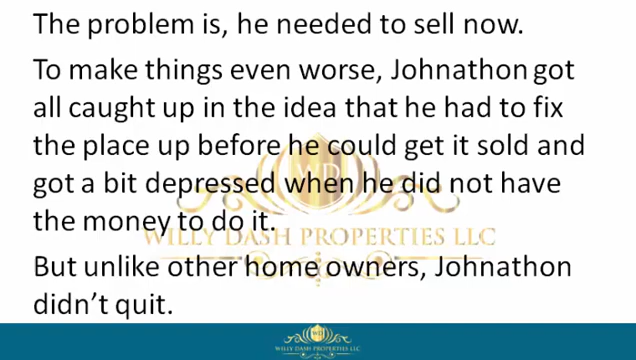 The problem is, he needed to sell now.
To make things even worse, Johnathon got
all caught up in the idea that he had to fix
the place up before he could get it sold and
got a bit depressed when he did not have
the money to do it.
WILLY DASH PROPERTIES LLC
But unlike other home owners, Johnathon
didn't quit.
WILLY DASH PROPERTIES LLC